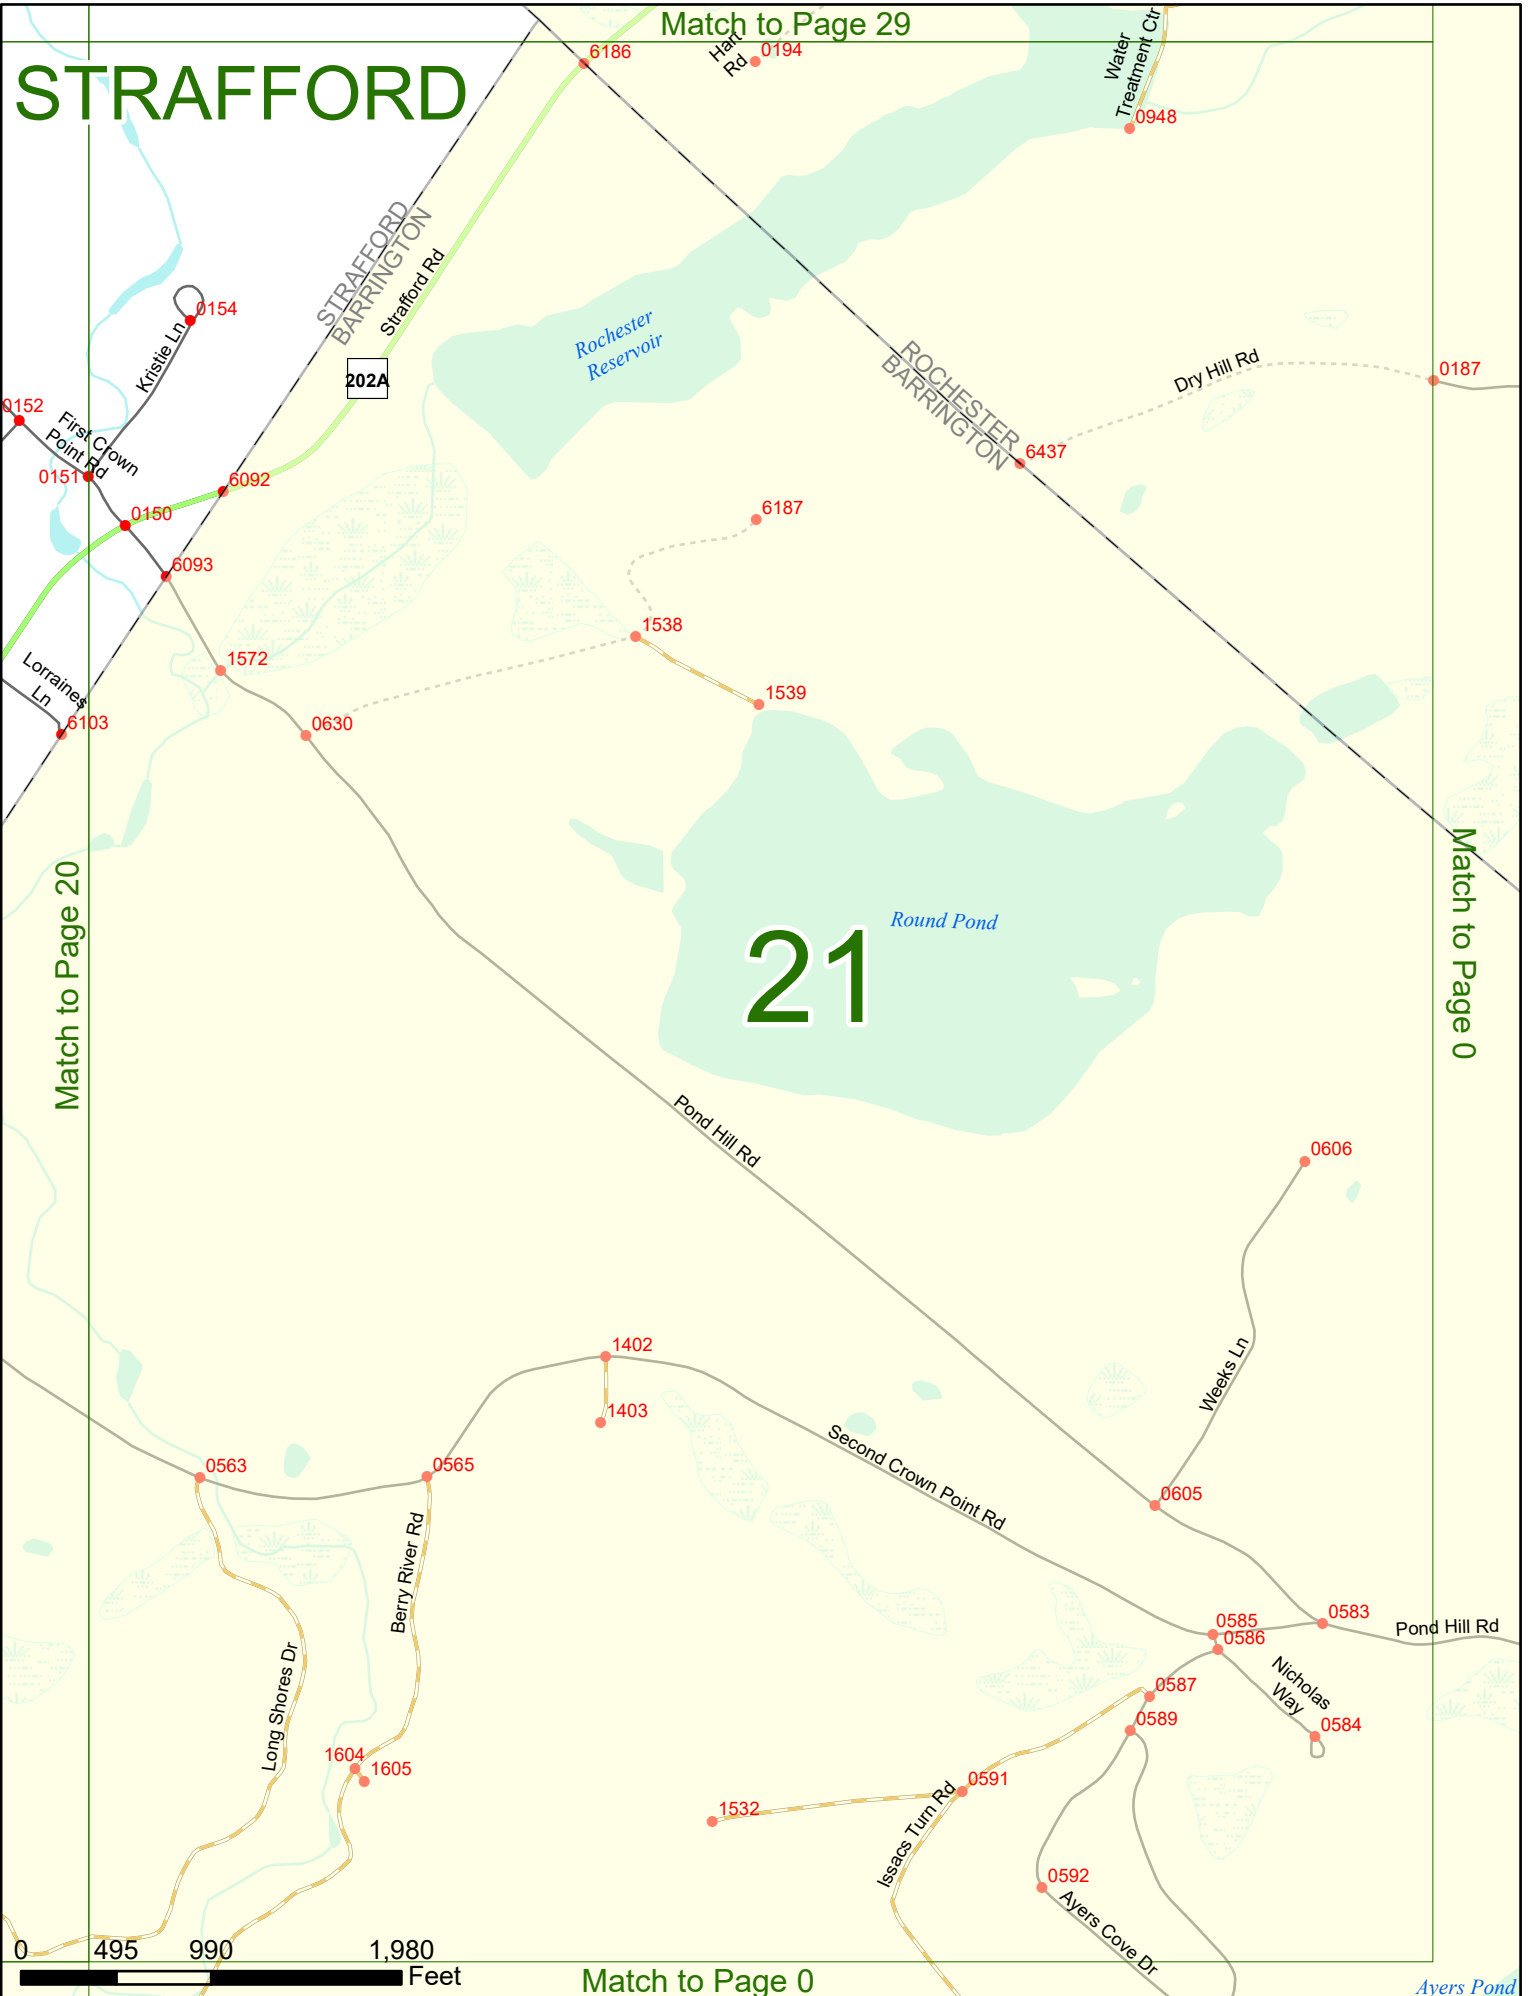 Match to Page 29
STRAFFORD
6186
Hart
Rd
0194
Water
Treatment Ctr
0948
STRAFFORD
BARRINGTON
Strafford Rd
0154
Kristie Ln
Rochester
Reservoir
202A
ROCHESTER
BARRINGTON
Dry Hill Rd
0187
0152
First Crown
Point Rd
0151
6437
6092
0150
6187
6093
1538
1572
Lorraines
Ln
1539
6103
0630
Match to Page 20
Match to Page 0
Round Pond
21
Pond Hill Rd
0606
1402
Weeks Ln
1403
Second Crown Point Rd
0563
0565
0605
Berry River Rd
0585
0583
0586
Pond Hill Rd
Long Shores Dr
Nicholas
Way
0587
0589
0584
1604
1605
0591
1532
Issacs Turn Rd
0592
Ayers Cove Dr
0 495 990 1,980
Feet
Match to Page 0
Ayers Pond